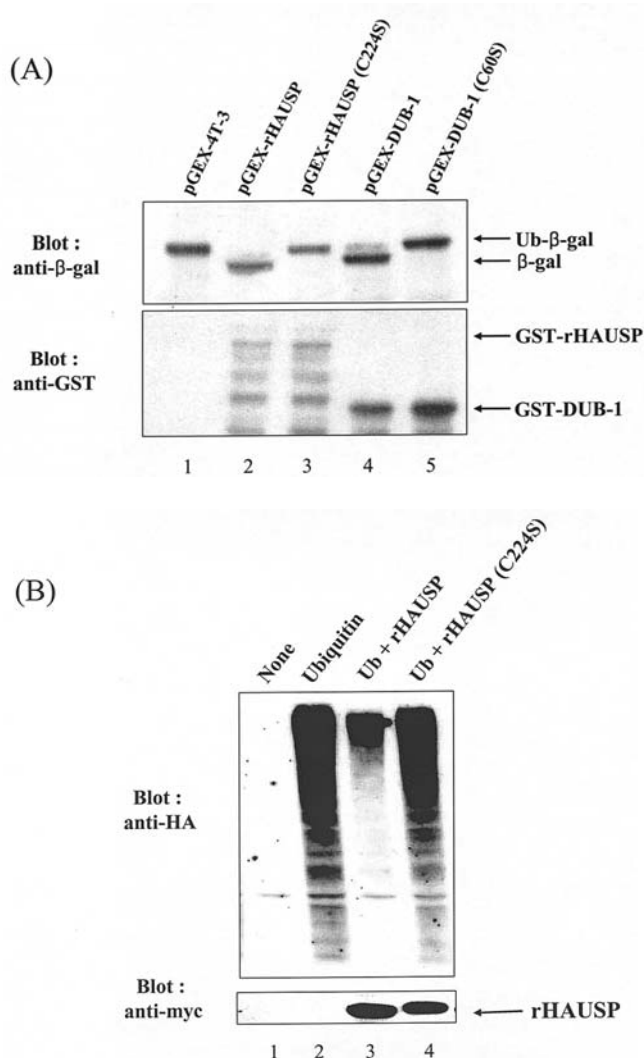 (A)
pGEX-4T-3
pGEX-rHAUSP
pGEX-rHAUSP (C224S)
pGEX-DUB-1
pGEX-DUB-1 (C60S)
Blot :
anti-β-gal
Ub-β-gal
β-gal
Blot :
anti-GST
GST-rHAUSP
GST-DUB-1
1 2 3 4 5
(B)
None
Ubiquitin
Ub + rHAUSP
Ub + rHAUSP (C224S)
Blot :
anti-HA
Blot :
anti-myc
rHAUSP
1 2 3 4